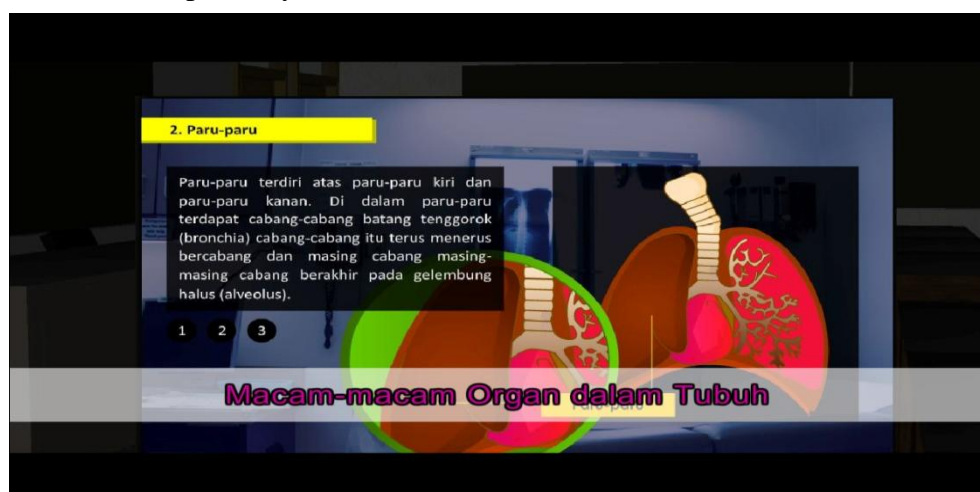 2. Paru-paru
Paru-paru terdiri atas paru-paru kiri dan
paru-paru kanan. Di dalam paru-paru
terdapat cabang-cabang batang tenggorok
(bronchia) cabang-cabang itu terus menerus
bercabang dan masing cabang masing-
masing cabang berakhir pada gelembung
halus (alveolus).
1 2 3
Macam-macam Organ dalam Tubuh
Paru-paru